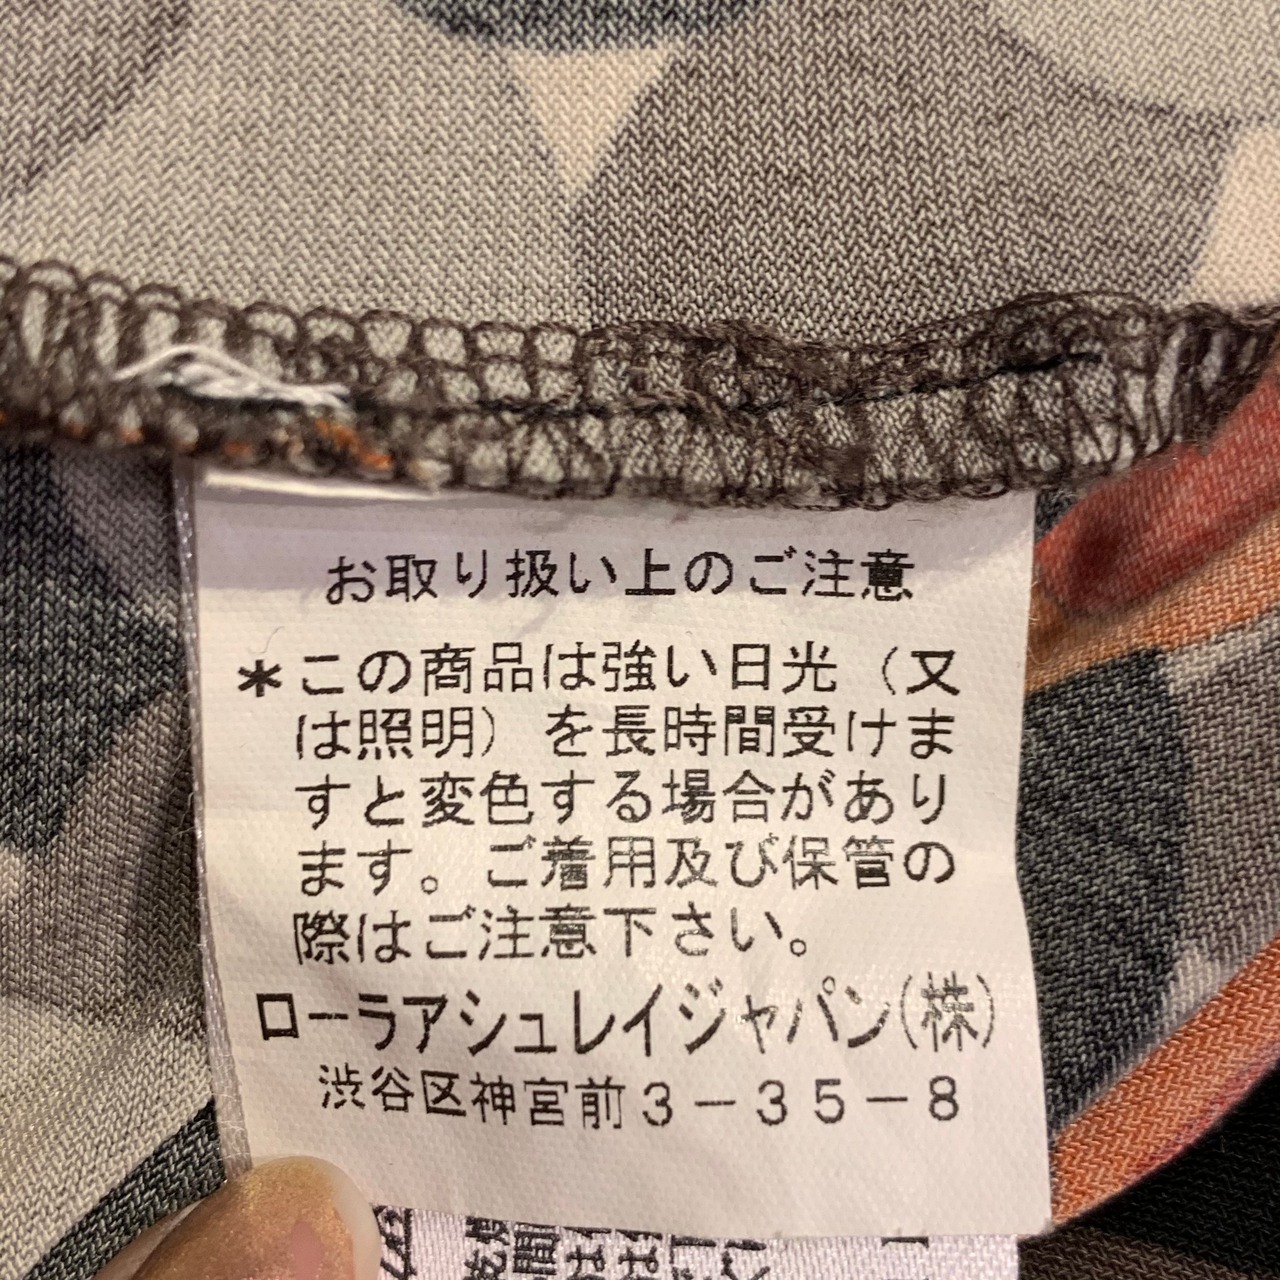 お取り扱い上のご注意
＊この商品は強い日光（又
は照明）を長時間受けま
すと変色する場合があり
ます。ご着用及び保管の
際はご注意下さい。
ローラアシュレイジャパン(株)
渋谷区神宮前３－３５－８